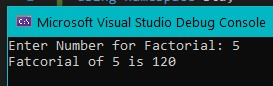 Microsoft Visual Studio Debug Console
Enter Number for Factorial: 5
Fatcorial of 5 is 120